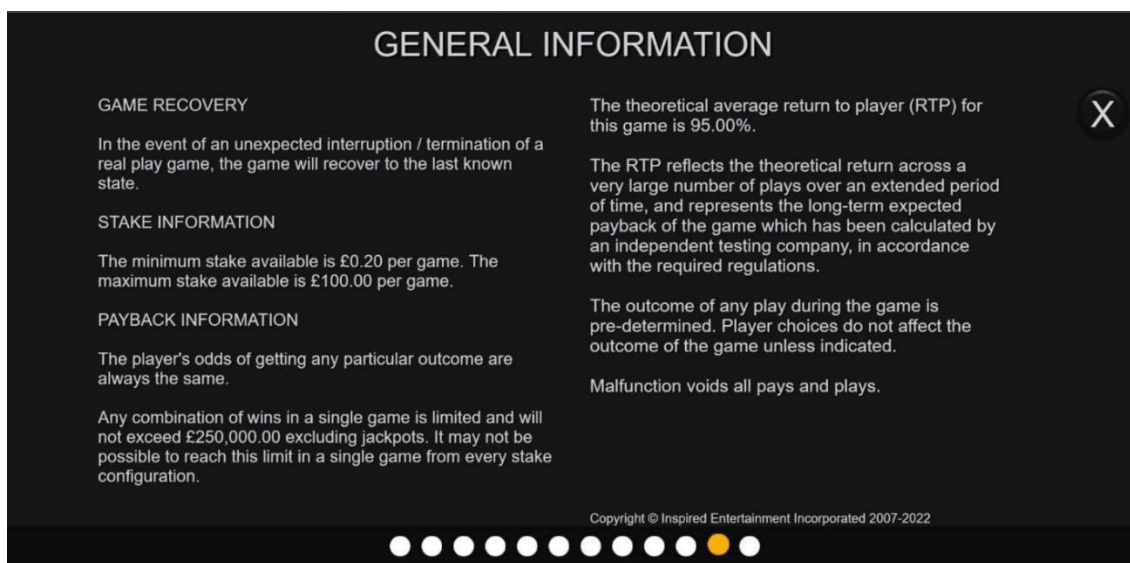 GENERAL INFORMATION
GAME RECOVERY
In the event of an unexpected interruption / termination of a
real play game, the game will recover to the last known
state.
STAKE INFORMATION
The minimum stake available is £0.20 per game. The
maximum stake available is £100.00 per game.
PAYBACK INFORMATION
The player's odds of getting any particular outcome are
always the same.
Any combination of wins in a single game is limited and will
not exceed £250,000.00 excluding jackpots. It may not be
possible to reach this limit in a single game from every stake
configuration.
The theoretical average return to player (RTP) for
this game is 95.00%.
The RTP reflects the theoretical return across a
very large number of plays over an extended period
of time, and represents the long-term expected
payback of the game which has been calculated by
an independent testing company, in accordance
with the required regulations.
The outcome of any play during the game is
pre-determined. Player choices do not affect the
outcome of the game unless indicated.
Malfunction voids all pays and plays.
Copyright © Inspired Entertainment Incorporated 2007-2022
X